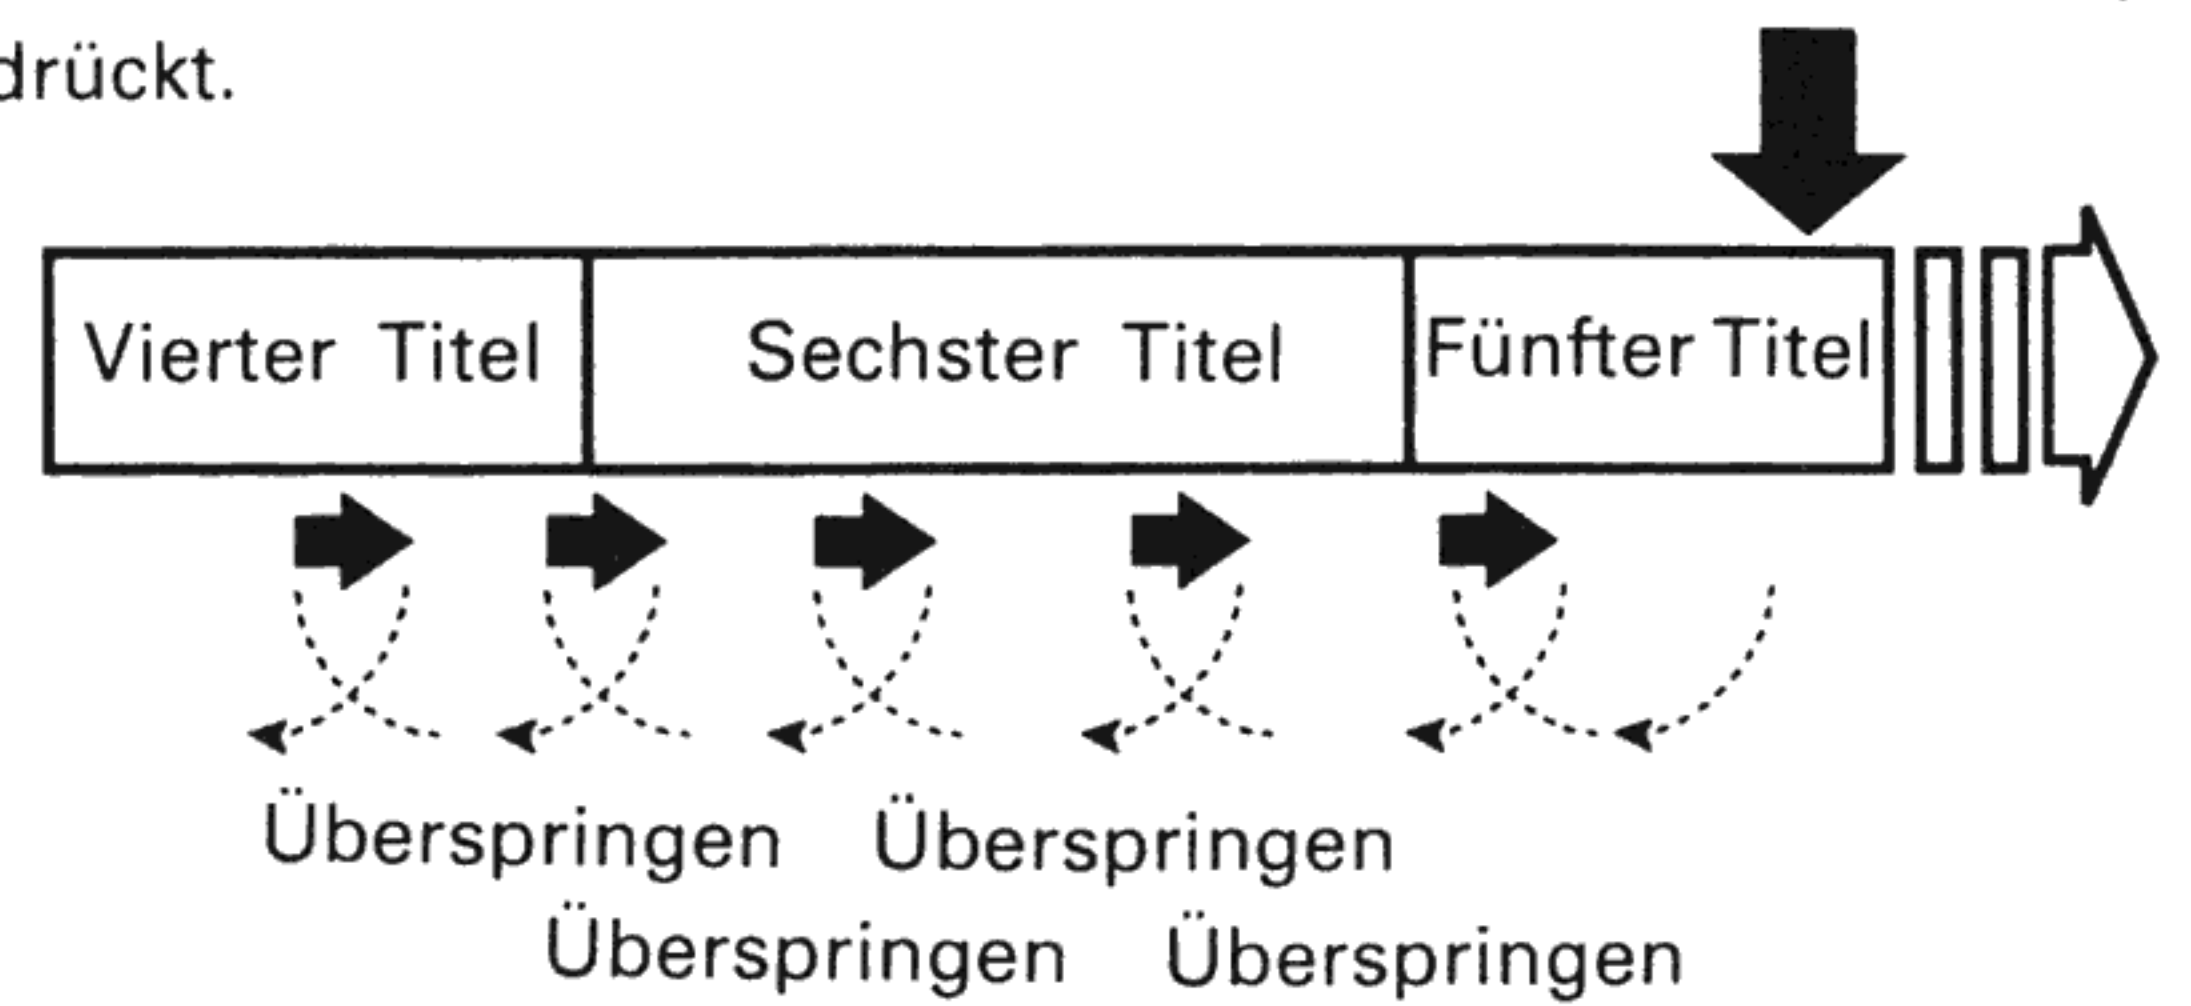 drückt.
Vierter Titel Sechster Titel Fünfter Titel
Überspringen Überspringen
Überspringen Überspringen